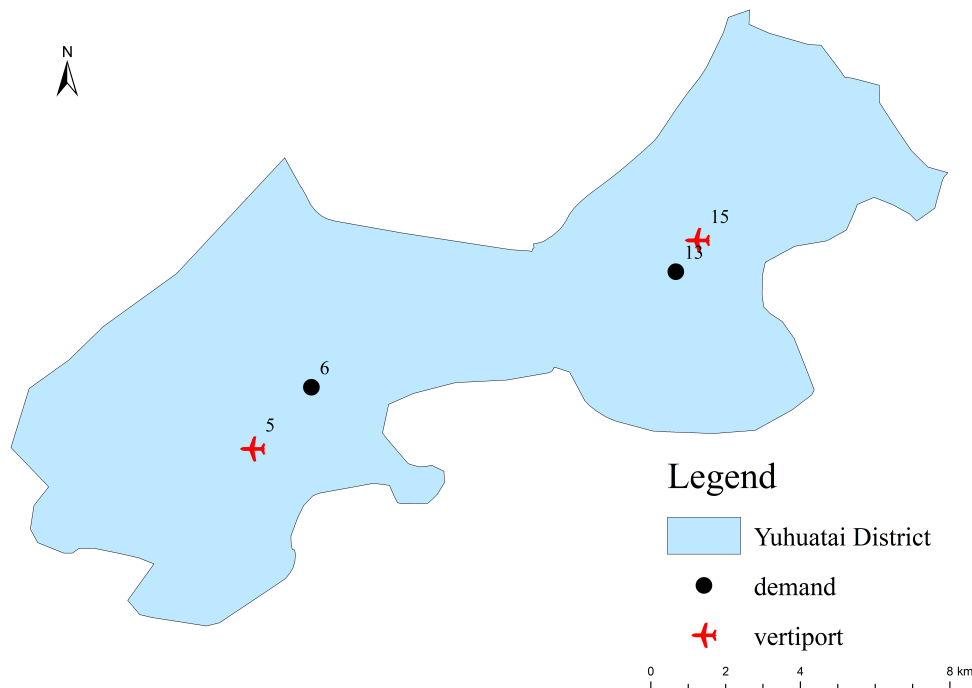 N
15
13
6
5
Legend
Yuhuatai District
demand
vertiport
0 2 4 8 km